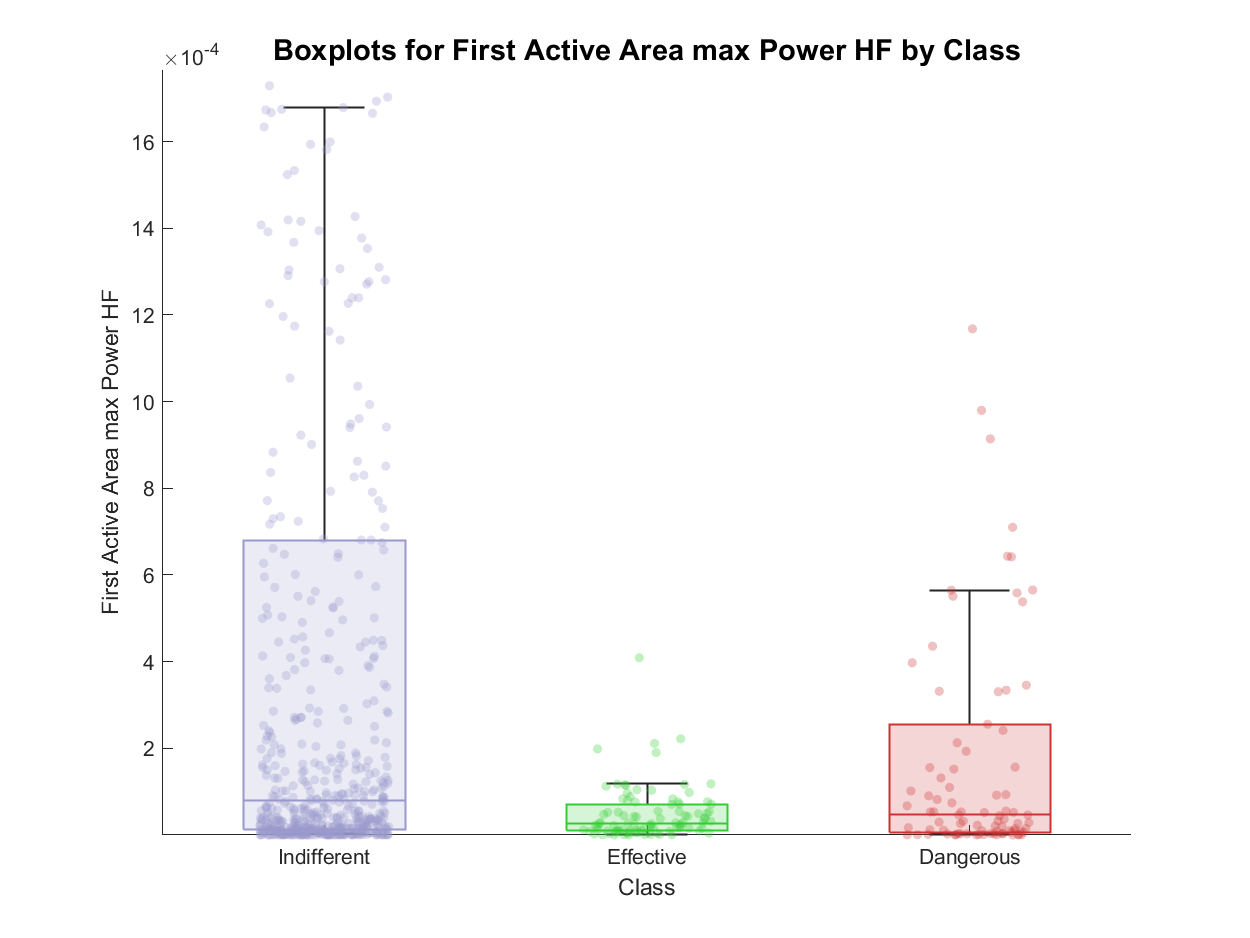 Boxplots for First Active Area max Power HF by Class
×10-4
16
14
12
10
8
6
4
2
First Active Area max Power HF
Indifferent
Effective
Dangerous
Class